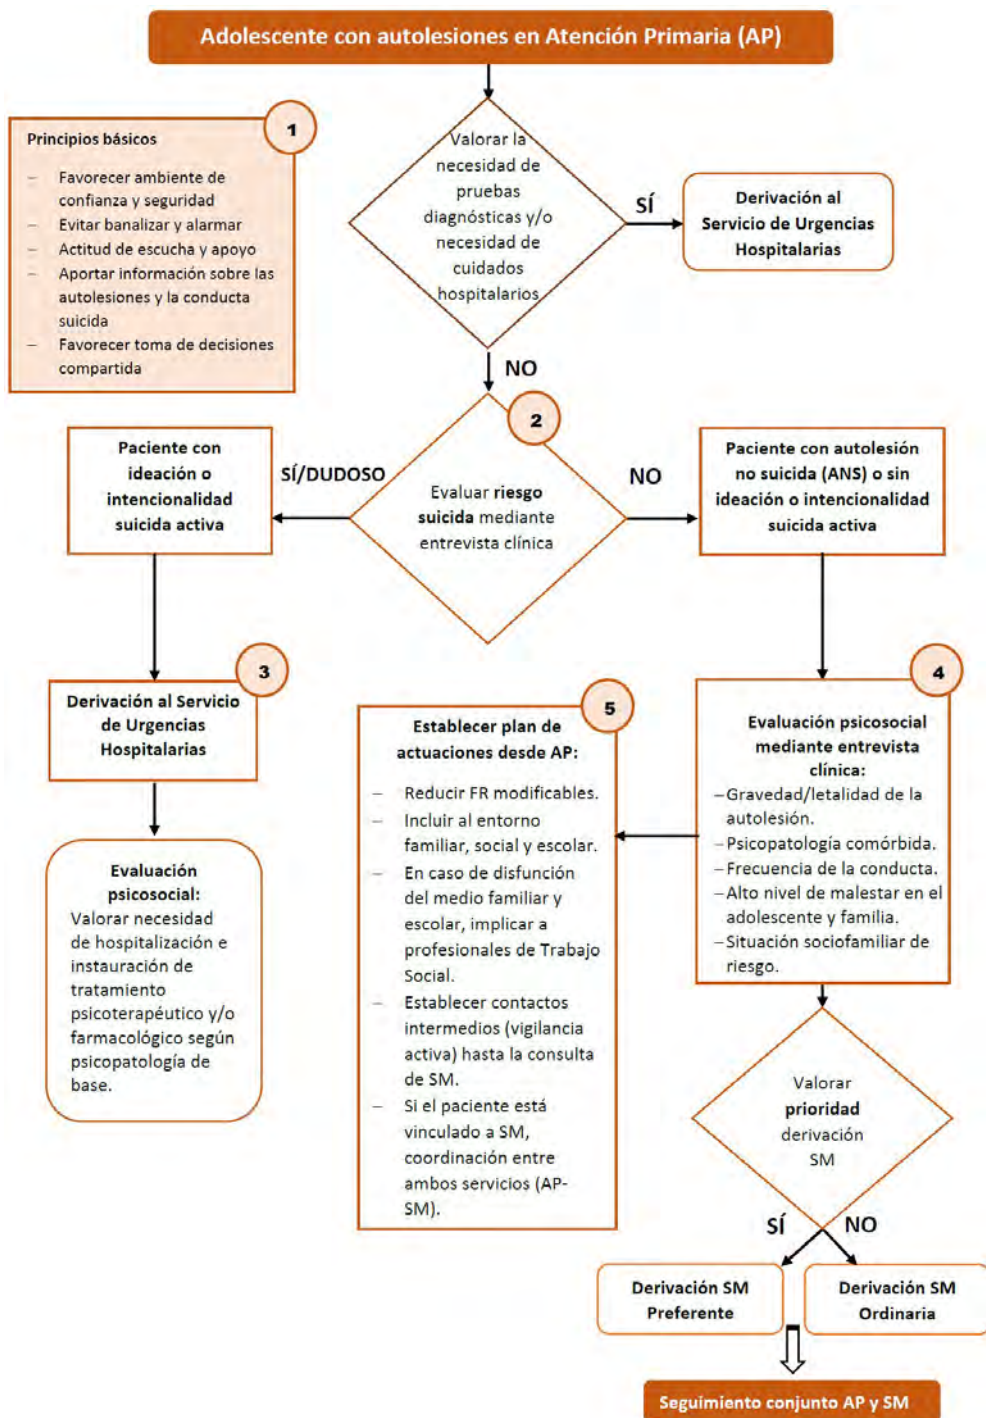 Adolescente con autolesiones en Atención Primaria (AP)
1
Principios básicos
– Favorecer ambiente de
confianza y seguridad
– Evitar banalizar y alarmar
– Actitud de escucha y apoyo
– Aportar información sobre las
autolesiones y la conducta
suicida
– Favorecer toma de decisiones
compartida
Valorar la
necesidad de
pruebas
diagnósticas y/o
necesidad de
cuidados
hospitalarios
SÍ
Derivación al
Servicio de Urgencias
Hospitalarias
NO
2
Evaluar riesgo
suicida mediante
entrevista clínica
SÍ/DUDOSO
Paciente con
ideación o
intencionalidad
suicida activa
NO
Paciente con autolesión
no suicida (ANS) o sin
ideación o intencionalidad
suicida activa
3
Derivación al Servicio
de Urgencias
Hospitalarias
Evaluación
psicosocial:
Valorar necesidad
de hospitalización e
instauración de
tratamiento
psicoterapéutico y/o
farmacológico según
psicopatología de
base.
4
Evaluación psicosocial
mediante entrevista
clínica:
– Gravedad/letalidad de la
autolesión.
– Psicopatología comórbida.
– Frecuencia de la conducta.
– Alto nivel de malestar en el
adolescente y familia.
– Situación sociofamiliar de
riesgo.
5
Establecer plan de
actuaciones desde AP:
– Reducir FR modificables.
– Incluir al entorno
familiar, social y escolar.
– En caso de disfunción
del medio familiar y
escolar, implicar a
profesionales de Trabajo
Social.
– Establecer contactos
intermedios (vigilancia
activa) hasta la consulta
de SM.
– Si el paciente está
vinculado a SM,
coordinación entre
ambos servicios (AP-
SM).
Valorar
prioridad
derivación
SM
SÍ
NO
Derivación SM
Preferente
Derivación SM
Ordinaria
Seguimiento conjunto AP y SM